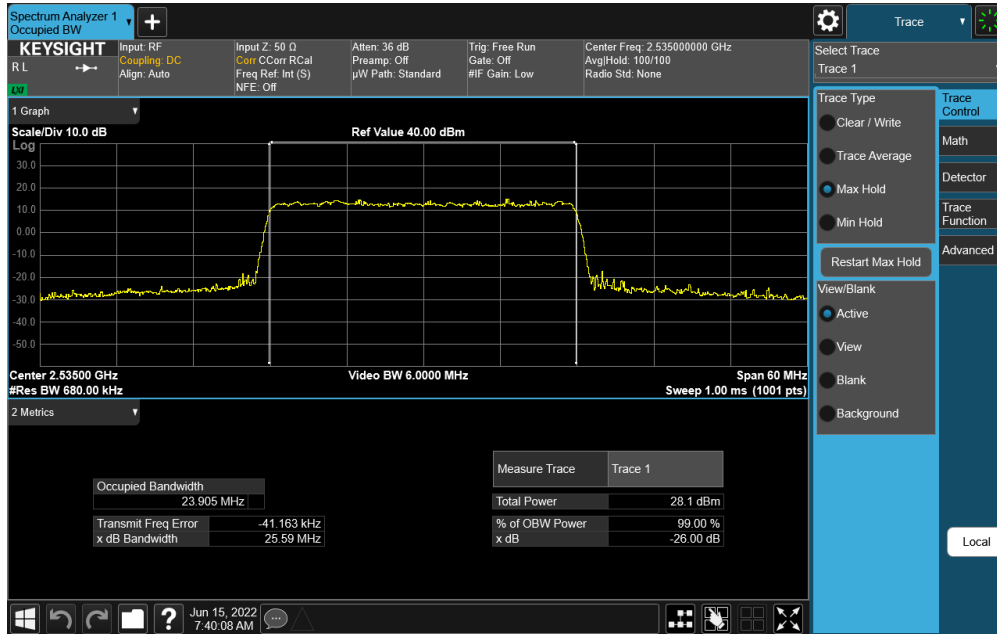 Spectrum Analyzer 1
Occupied BW
+
Trace
KEYSIGHT
R L
LXI
Input: RF
Coupling: DC
Align: Auto
Input Z: 50 Ω
Corr CCorr RCal
Freq Ref: Int (S)
NFE: Off
Atten: 36 dB
Preamp: Off
µW Path: Standard
Trig: Free Run
Gate: Off
#IF Gain: Low
Center Freq: 2.535000000 GHz
Avg|Hold: 100/100
Radio Std: None
Select Trace
Trace 1
1 Graph
Scale/Div 10.0 dB
Ref Value 40.00 dBm
Log
30.0
20.0
10.0
0.00
-10.0
-20.0
-30.0
-40.0
-50.0
Center 2.53500 GHz
#Res BW 680.00 kHz
Video BW 6.0000 MHz
Span 60 MHz
Sweep 1.00 ms (1001 pts)
Trace Type
Clear / Write
Trace Average
Max Hold
Min Hold
Restart Max Hold
View/Blank
Active
View
Blank
Background
Trace
Control
Math
Detector
Trace
Function
Advanced
Local
2 Metrics
Occupied Bandwidth
23.905 MHz
Transmit Freq Error -41.163 kHz
x dB Bandwidth 25.59 MHz
Measure Trace Trace 1
Total Power 28.1 dBm
% of OBW Power 99.00 %
x dB -26.00 dB
?
Jun 15, 2022
7:40:08 AM